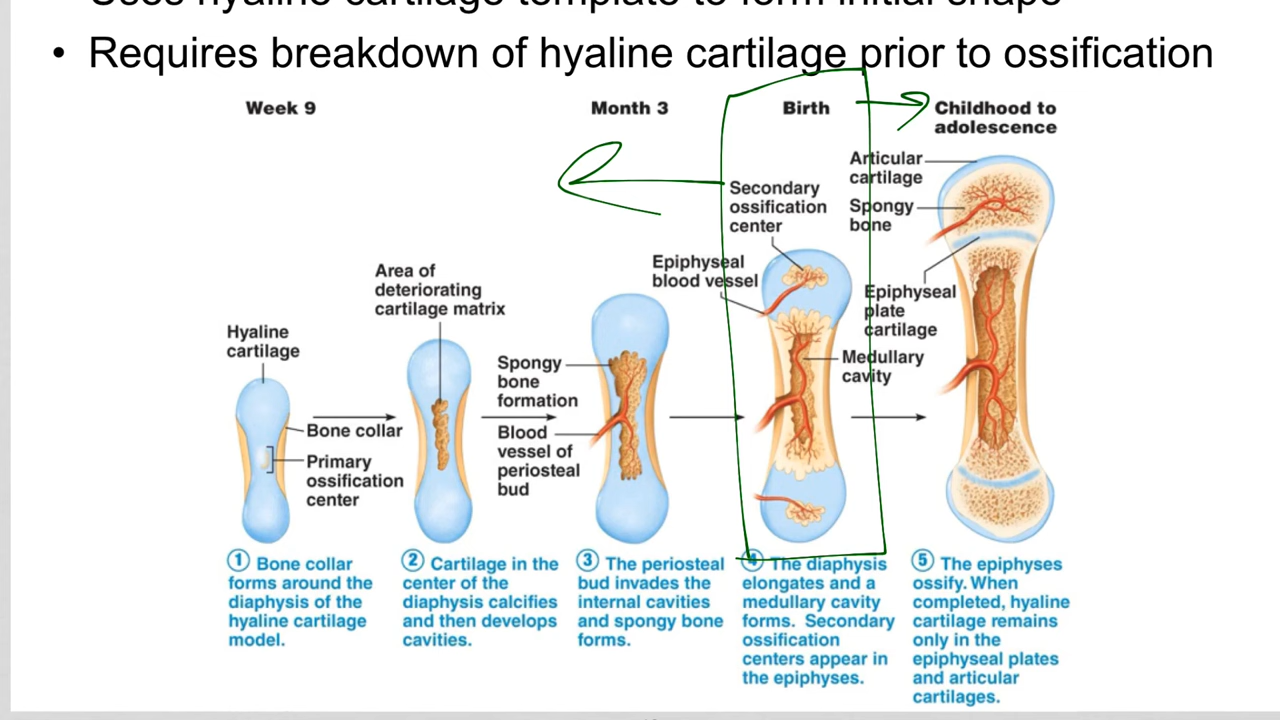 Uses hyaline cartilage template to form initial shape
• Requires breakdown of hyaline cartilage prior to ossification
Week 9
Month 3
Birth
Childhood to
adolescence
Articular
cartilage
Secondary
ossification
center
Spongy
bone
Epiphyseal
blood vessel
Area of
deteriorating
cartilage matrix
Epiphyseal
plate
cartilage
Hyaline
cartilage
Spongy
bone
formation
Medullary
cavity
Bone collar
Blood
vessel of
periosteal
bud
Primary
ossification
center
① Bone collar
forms around the
diaphysis of the
hyaline cartilage
model.
② Cartilage in the
center of the
diaphysis calcifies
and then develops
cavities.
③ The periosteal
bud invades the
internal cavities
and spongy bone
forms.
④ The diaphysis
elongates and a
medullary cavity
forms. Secondary
ossification
centers appear in
the epiphyses.
⑤ The epiphyses
ossify. When
completed, hyaline
cartilage remains
only in the
epiphyseal plates
and articular
cartilages.